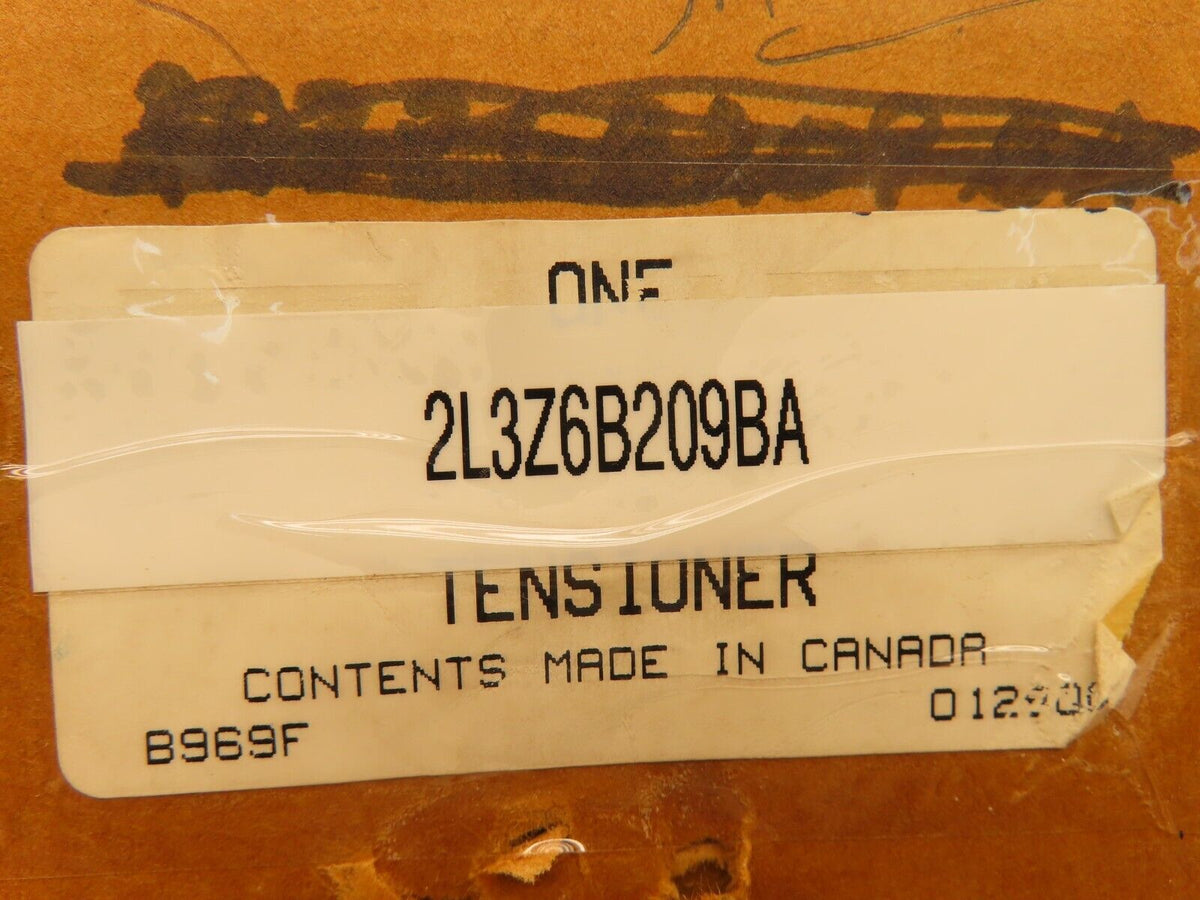 ONE
2L3Z6B209BA
TENSIONER
CONTENTS MADE IN CANADA
B969F